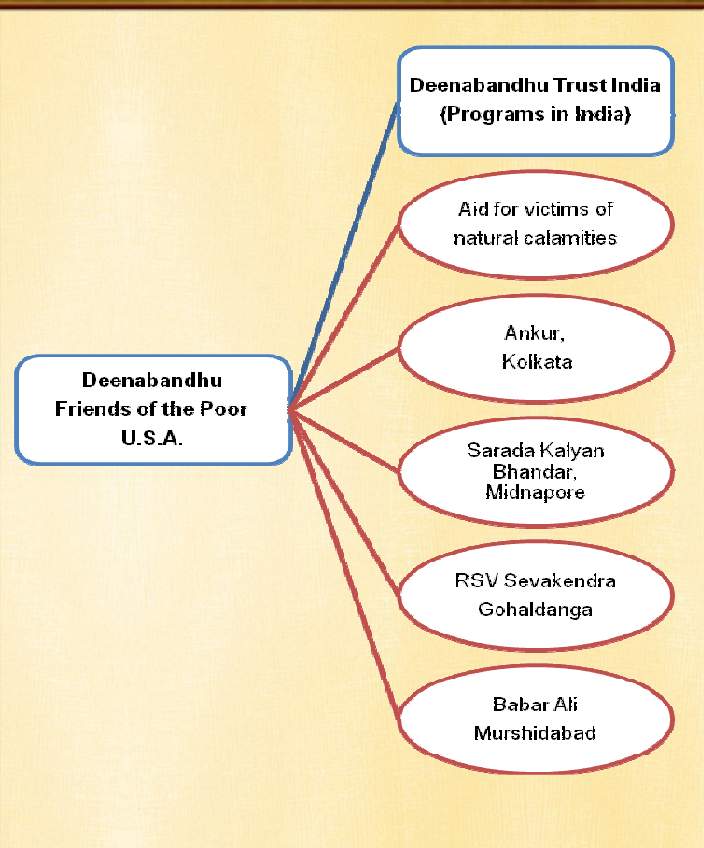 Deenabandhu Trust India
(Programs in India)
Aid for victims of
natural calamities
Ankur,
Kolkata
Deenabandhu
Friends of the Poor
U.S.A.
Sarada Kalyan
Bhandar,
Midnapore
RSV Sevakendra
Gohaldanga
Babar Ali
Murshidabad